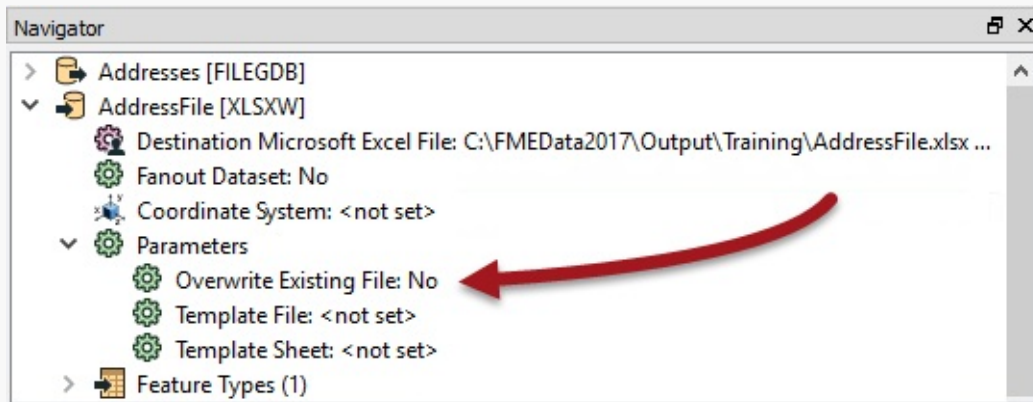 Navigator
Addresses [FILEGDB]
AddressFile [XLSXW]
Destination Microsoft Excel File: C:\FMEData2017\Output\Training\AddressFile.xlsx ...
Fanout Dataset: No
Coordinate System: <not set>
Parameters
Overwrite Existing File: No
Template File: <not set>
Template Sheet: <not set>
Feature Types (1)